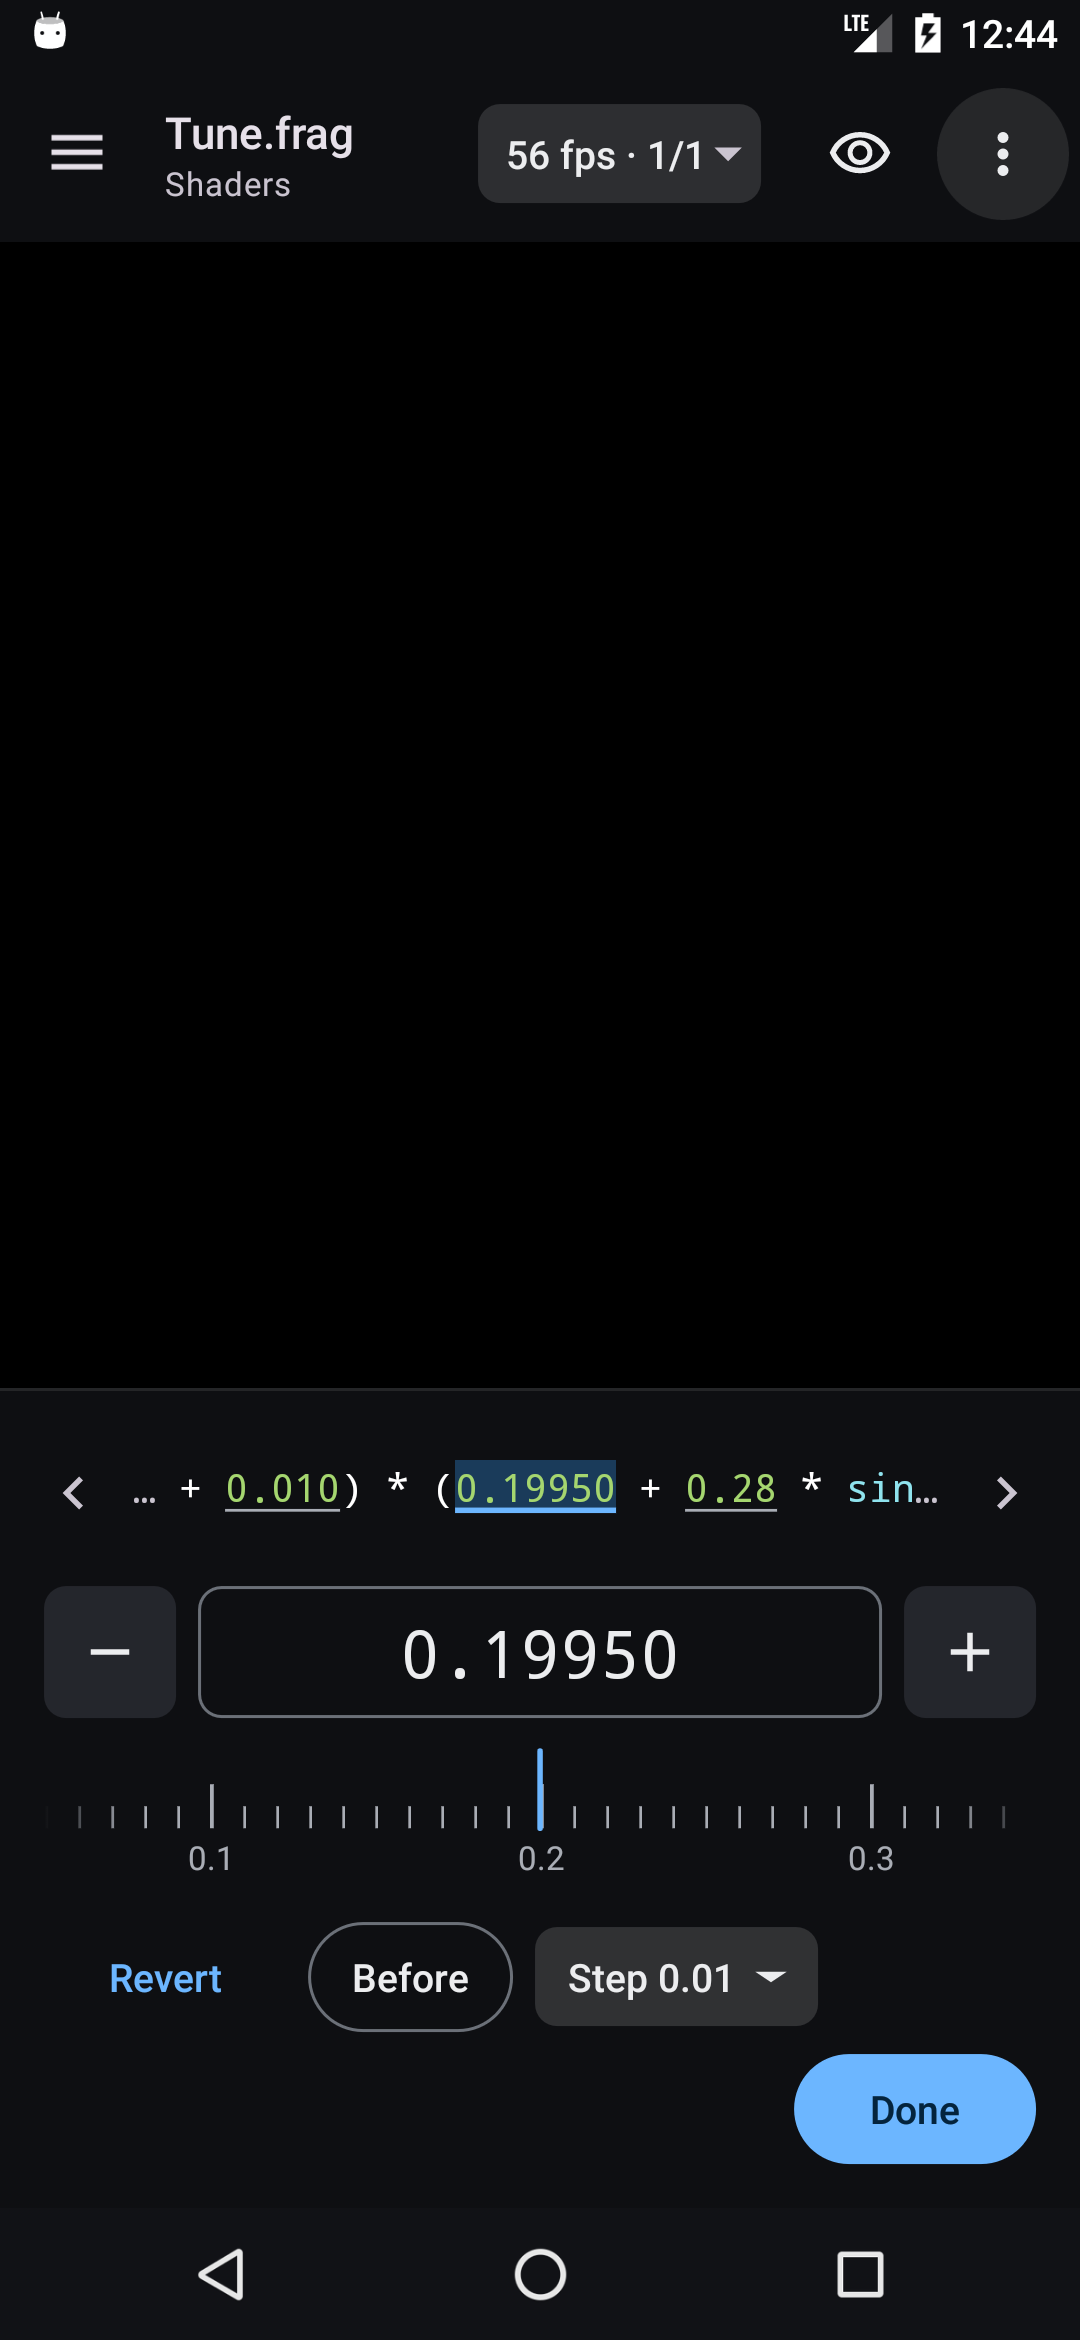 LTE 12:44
Tune.frag
Shaders
56 fps · 1/1
… + 0.010) * (0.19950 + 0.28 * sin…
0.19950
0.1 0.2 0.3
Revert Before Step 0.01
Done